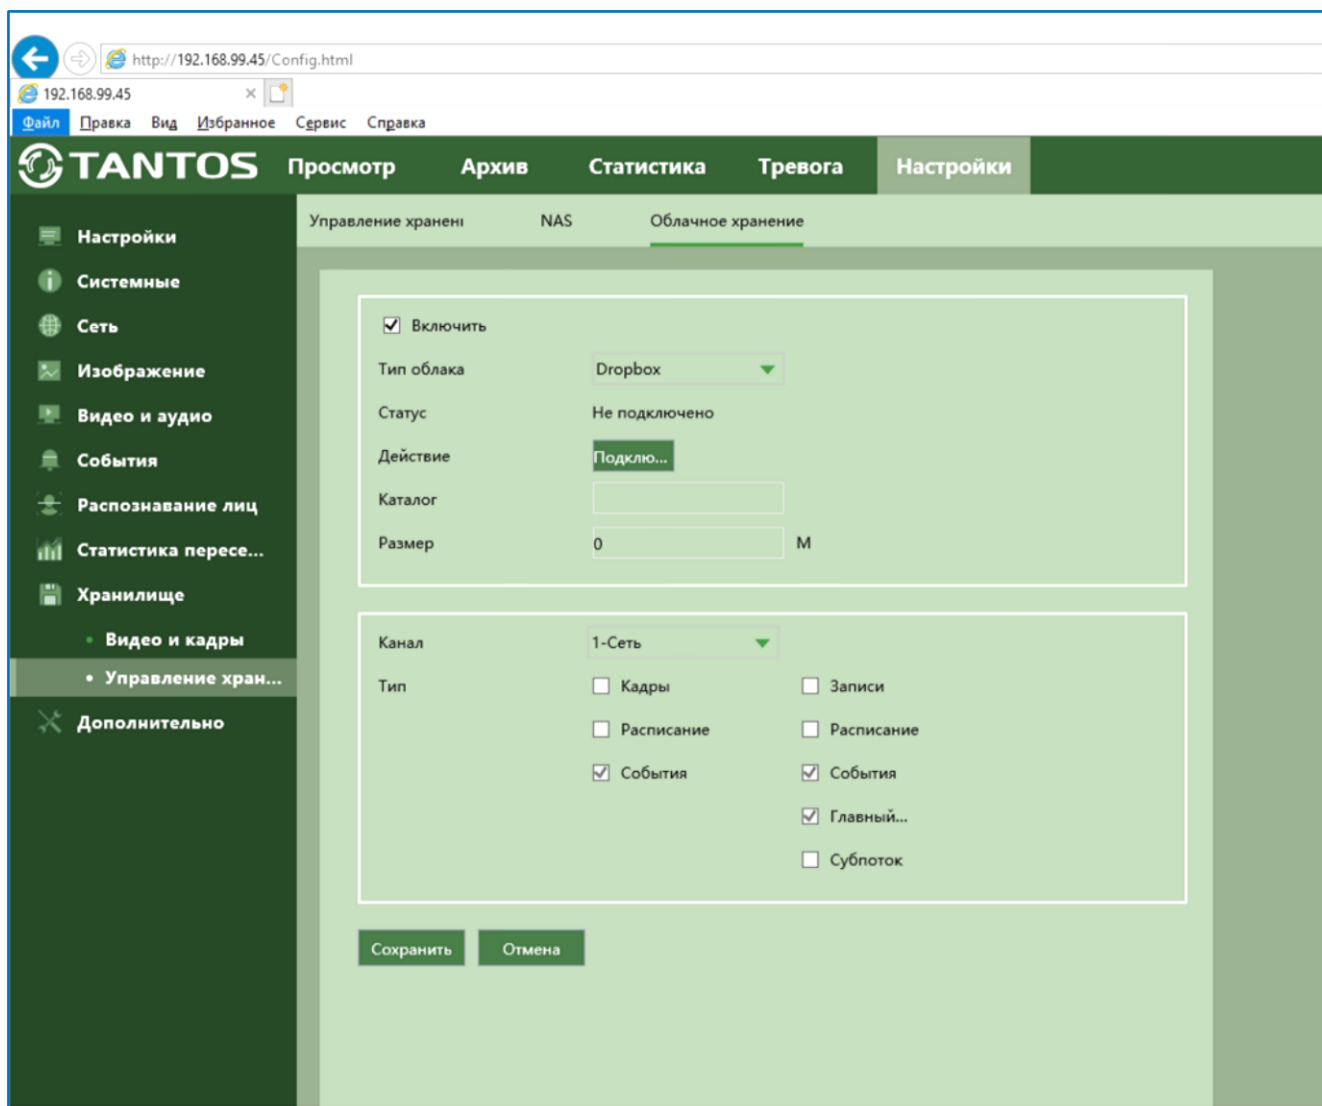 http://192.168.99.45/Config.html
192.168.99.45
Файл Правка Вид Избранное Сервис Справка
TANTOS Просмотр Архив Статистика Тревога Настройки
Управление хранені NAS Облачное хранение
Настройки
Системные
Сеть
Изображение
Видео и аудио
События
Распознавание лиц
Статистика пересе...
Хранилище
Видео и кадры
Управление хран...
Дополнительно
Включить
Тип облака Dropbox
Статус Не подключено
Действие Подклю...
Каталог
Размер 0 М
Канал 1-Сеть
Тип Кадры Записи
Расписание Расписание
События События
Главный...
Субпоток
Сохранить Отмена